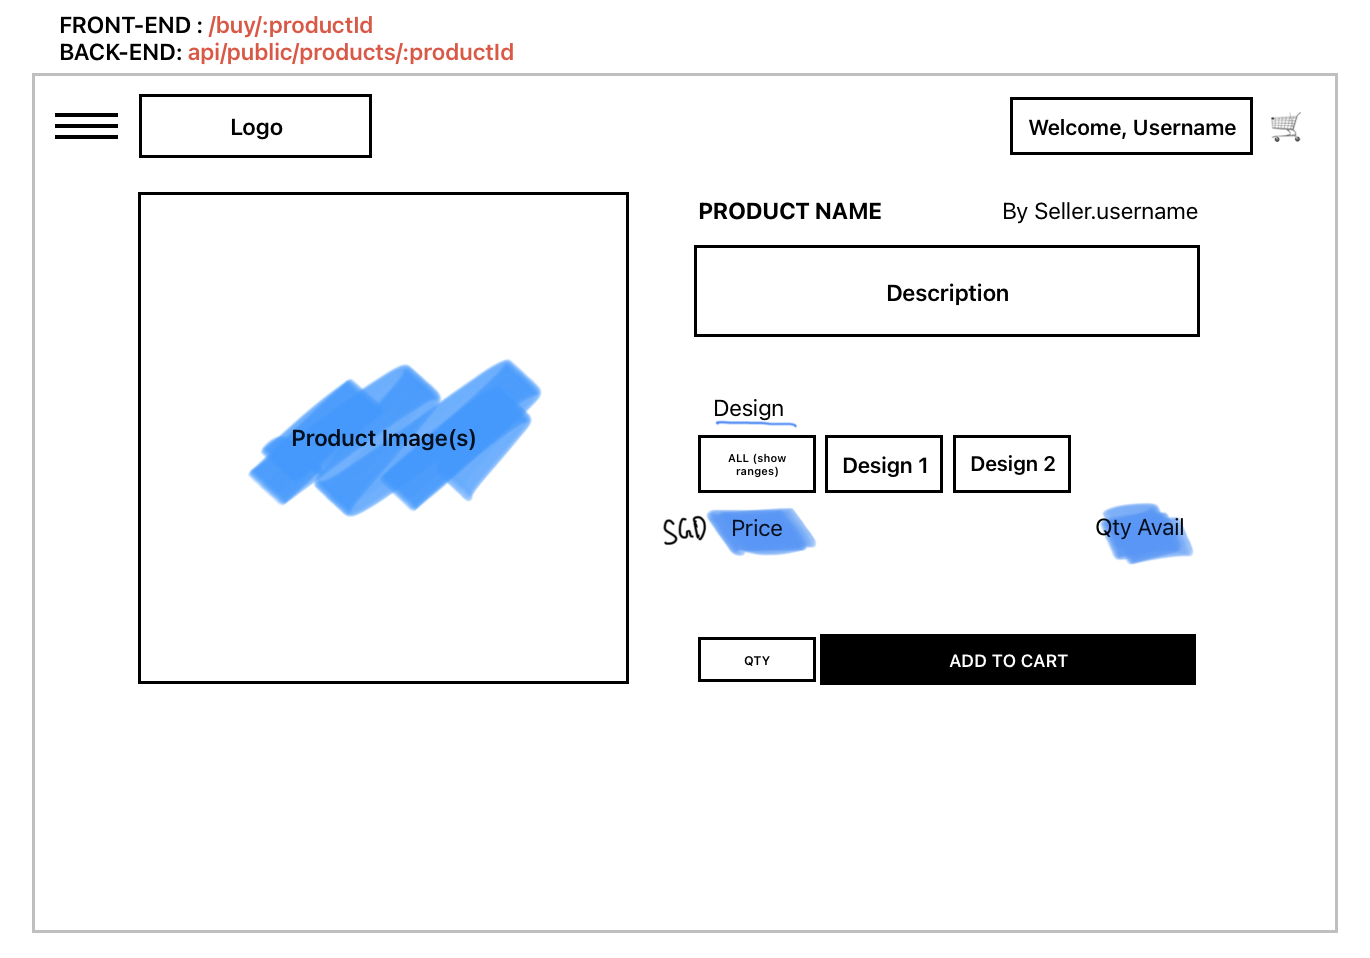 FRONT-END : /buy/:productId
BACK-END: api/public/products/:productId
Logo
Welcome, Username
PRODUCT NAME
By Seller.username
Description
Product Image(s)
Design
ALL (show
ranges)
Design 1
Design 2
SGD Price
Qty Avail
QTY
ADD TO CART